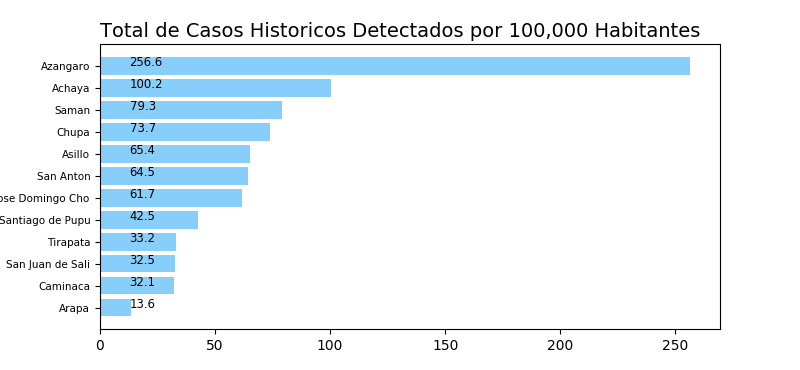 Total de Casos Historicos Detectados por 100,000 Habitantes
Azangaro 256.6
Achaya 100.2
Saman 79.3
Chupa 73.7
Asillo 65.4
San Anton 64.5
ose Domingo Cho 61.7
Santiago de Pupu 42.5
Tirapata 33.2
San Juan de Sali 32.5
Caminaca 32.1
Arapa 13.6
0 50 100 150 200 250